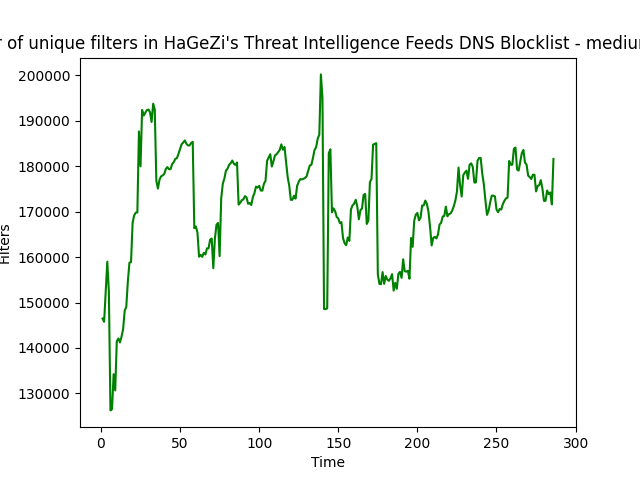 r of unique filters in HaGeZi's Threat Intelligence Feeds DNS Blocklist - mediu
200000
190000
180000
170000
160000
150000
140000
130000
Filters
0 50 100 150 200 250 300
Time